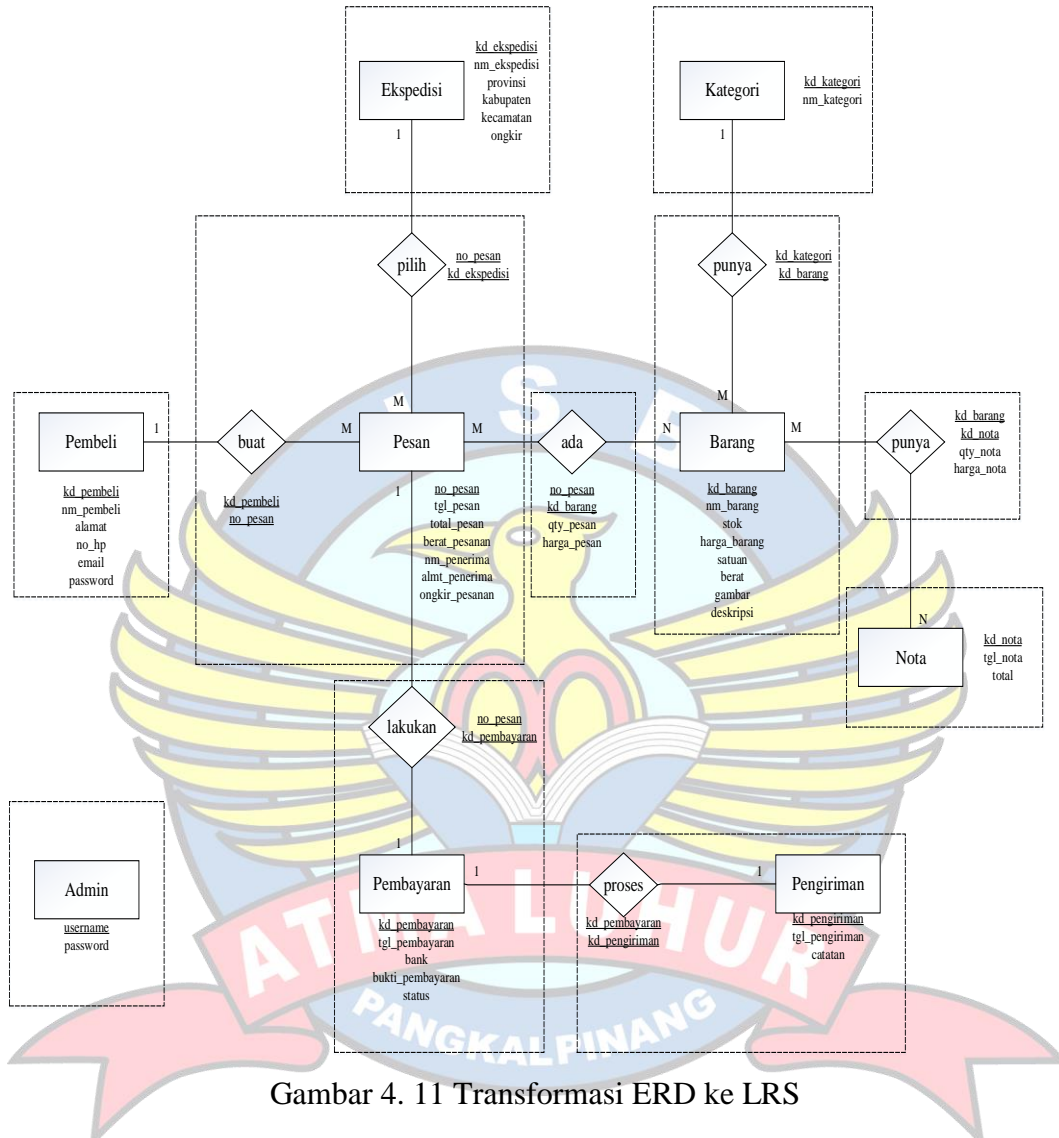 Ekspedisi
1
kd_ekspedisi
nm_ekspedisi
provinsi
kabupaten
kecamatan
ongkir
Kategori
1
kd_kategori
nm_kategori
pilih
no_pesan
kd_ekspedisi
punya
kd_kategori
kd_barang
Pembeli
1
kd_pembeli
nm_pembeli
alamat
no_hp
email
password
buat
kd_pembeli
no_pesan
M
M
Pesan
M
1
no_pesan
tgl_pesan
total_pesan
berat_pesanan
nm_penerima
almt_penerima
ongkir_pesanan
ada
no_pesan
kd_barang
qty_pesan
harga_pesan
N
M
Barang
M
kd_barang
nm_barang
stok
harga_barang
satuan
berat
gambar
deskripsi
punya
kd_barang
kd_nota
qty_nota
harga_nota
N
Nota
kd_nota
tgl_nota
total
lakukan
no_pesan
kd_pembayaran
Admin
username
password
1
Pembayaran
1
kd_pembayaran
tgl_pembayaran
bank
bukti_pembayaran
status
proses
kd_pembayaran
kd_pengiriman
1
Pengiriman
kd_pengiriman
tgl_pengiriman
catatan
I S B
ATMA LUHUR
PANGKALPINANG
Gambar 4. 11 Transformasi ERD ke LRS